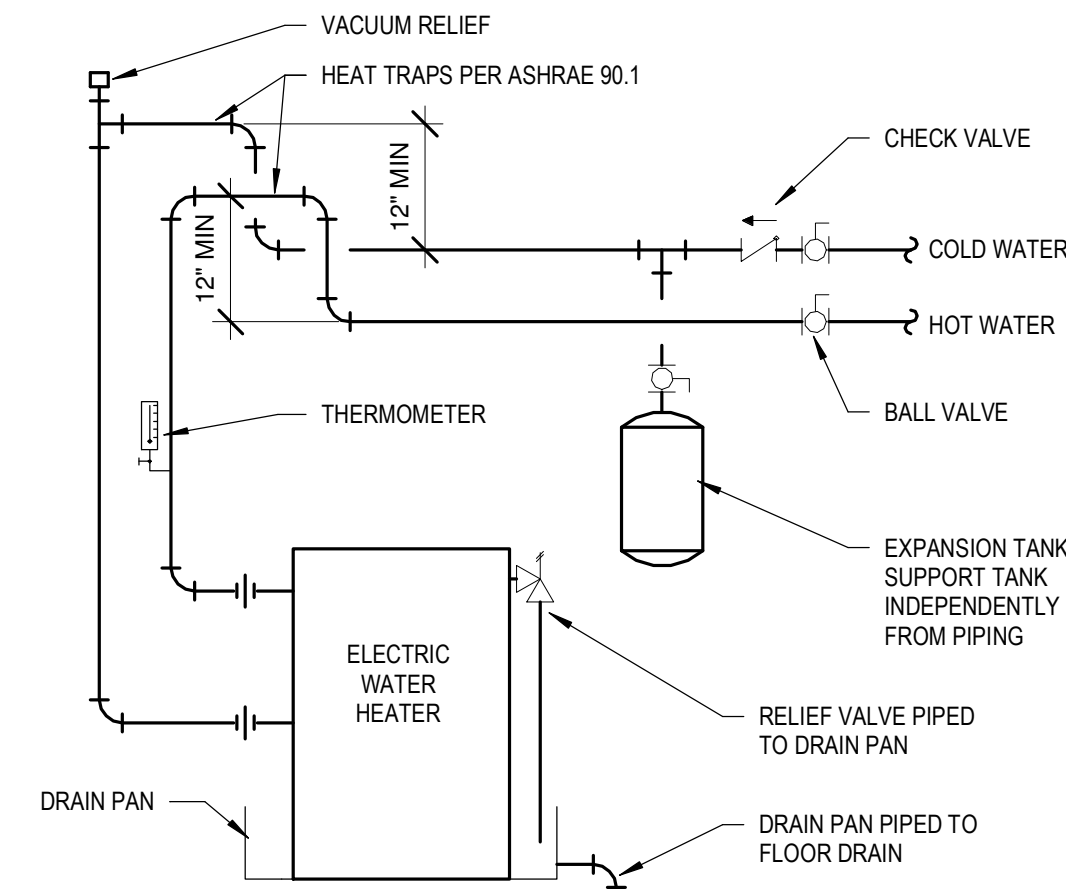 VACUUM RELIEF
HEAT TRAPS PER ASHRAE 90.1
CHECK VALVE
12" MIN
12" MIN
COLD WATER
HOT WATER
THERMOMETER
BALL VALVE
EXPANSION TANK
SUPPORT TANK
INDEPENDENTLY
FROM PIPING
ELECTRIC
WATER
HEATER
RELIEF VALVE PIPED
TO DRAIN PAN
DRAIN PAN
DRAIN PAN PIPED TO
FLOOR DRAIN